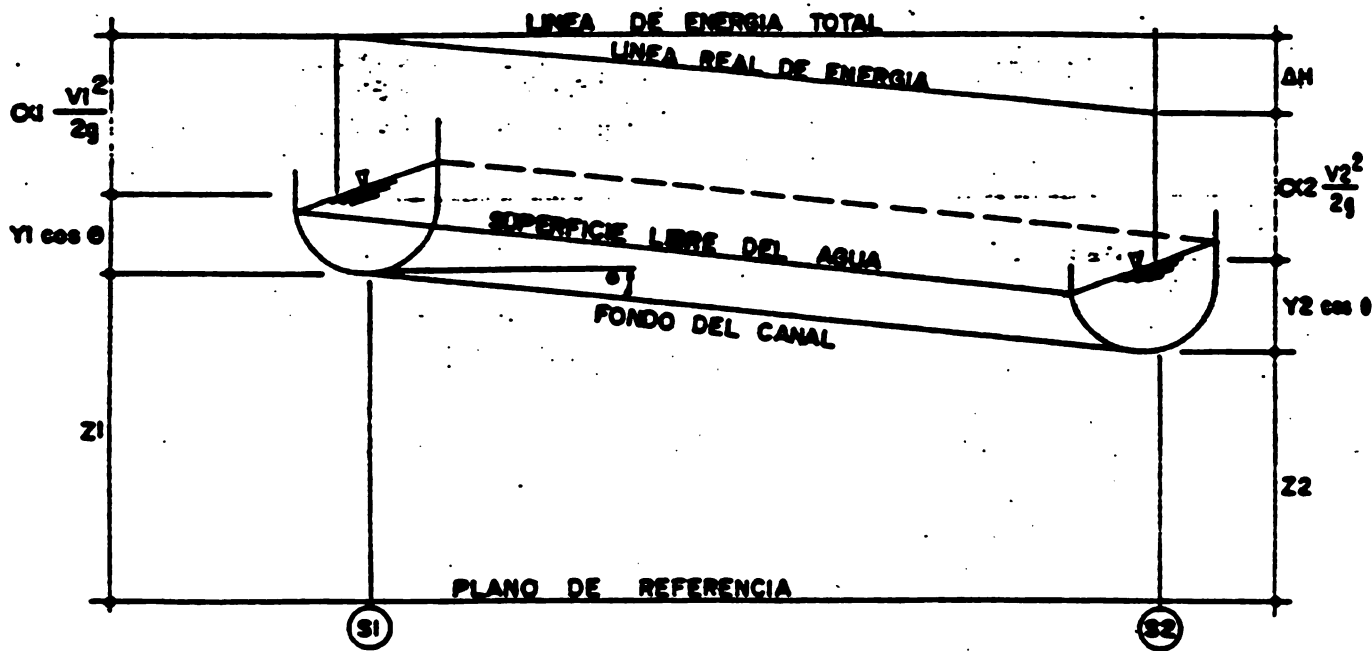 LINEA DE ENERGIA TOTAL
LINEA REAL DE ENERGIA
ΔH
α1 V1²/2g
α2 V2²/2g
Y1 cos θ
SUPERFICIE LIBRE DEL AGUA
θ
Y2 cos θ
FONDO DEL CANAL
Z1
Z2
PLANO DE REFERENCIA
S1
S2